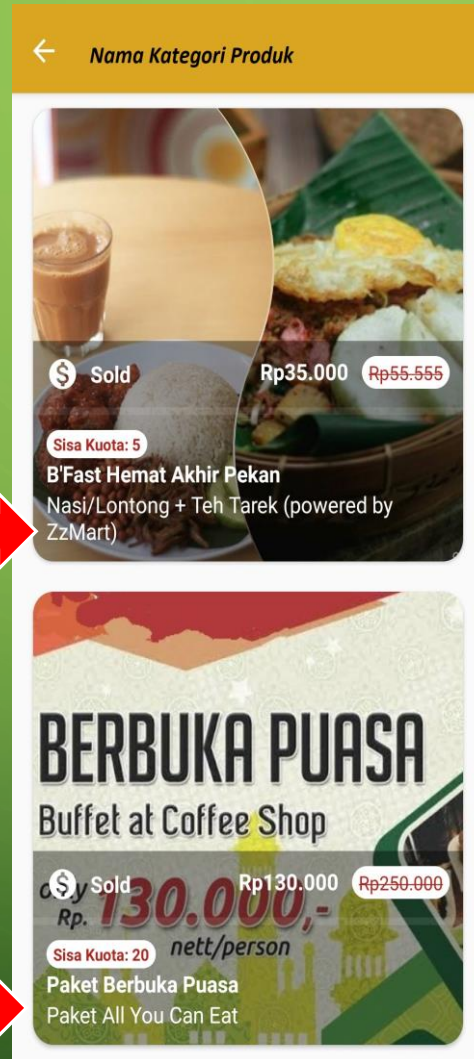 Nama Kategori Produk
Sold Rp35.000 Rp55.555
Sisa Kuota: 5
B'Fast Hemat Akhir Pekan
Nasi/Lontong + Teh Tarek (powered by
ZzMart)
BERBUKA PUASA
Buffet at Coffee Shop
Sold Rp130.000 Rp250.000
Rp. 130.000,-
nett/person
Sisa Kuota: 20
Paket Berbuka Puasa
Paket All You Can Eat